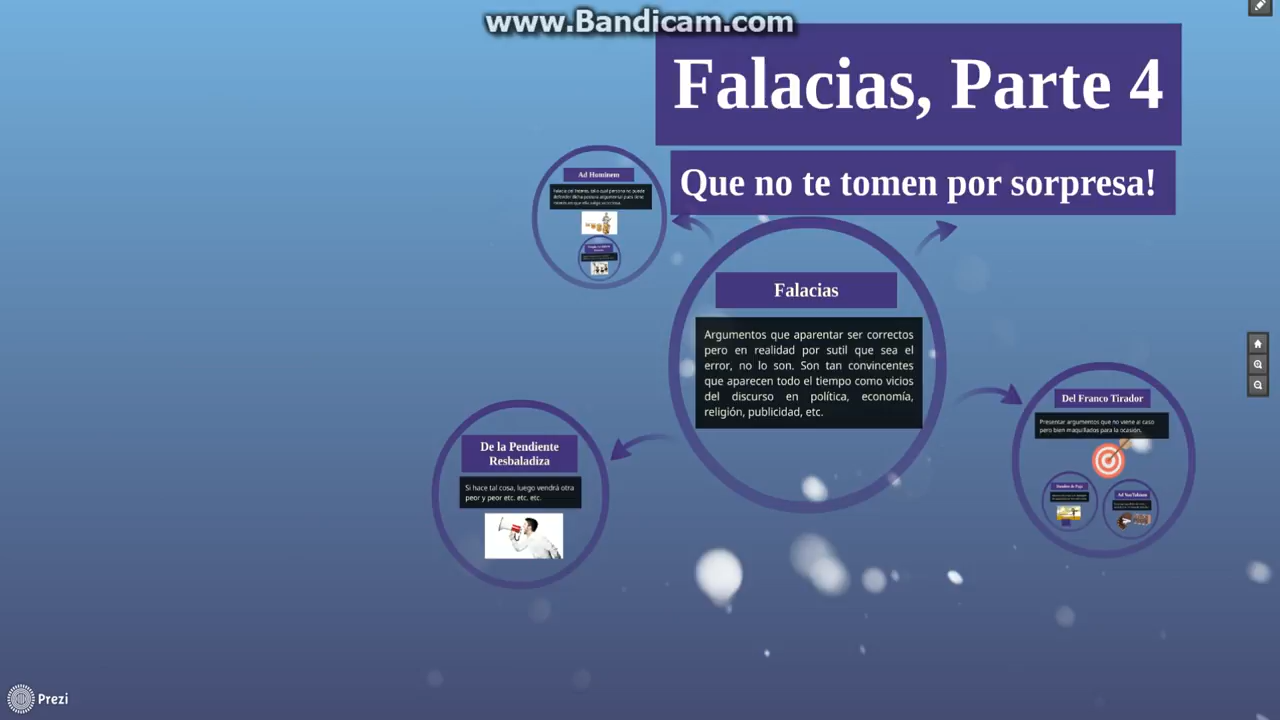 www.Bandicam.com
Falacias, Parte 4
Que no te tomen por sorpresa!
Ad Hominem
Falacias
Argumentos que aparentar ser correctos
pero en realidad por sutil que sea el
error, no lo son. Son tan convincentes
que aparecen todo el tiempo como vicios
del discurso en política, economía,
religión, publicidad, etc.
Del Franco Tirador
Presentar argumentos que no viene al caso
pero bien maquillados para la ocasión.
Hombre de Paja
De la Pendiente
Resbaladiza
Si hace tal cosa, luego vendrá otra
peor y peor etc. etc. etc.
Prezi